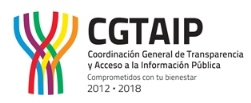 CGTAIP
Coordinación General de Transparencia
y Acceso a la Información Pública
Comprometidos con tu bienestar
2012 • 2018